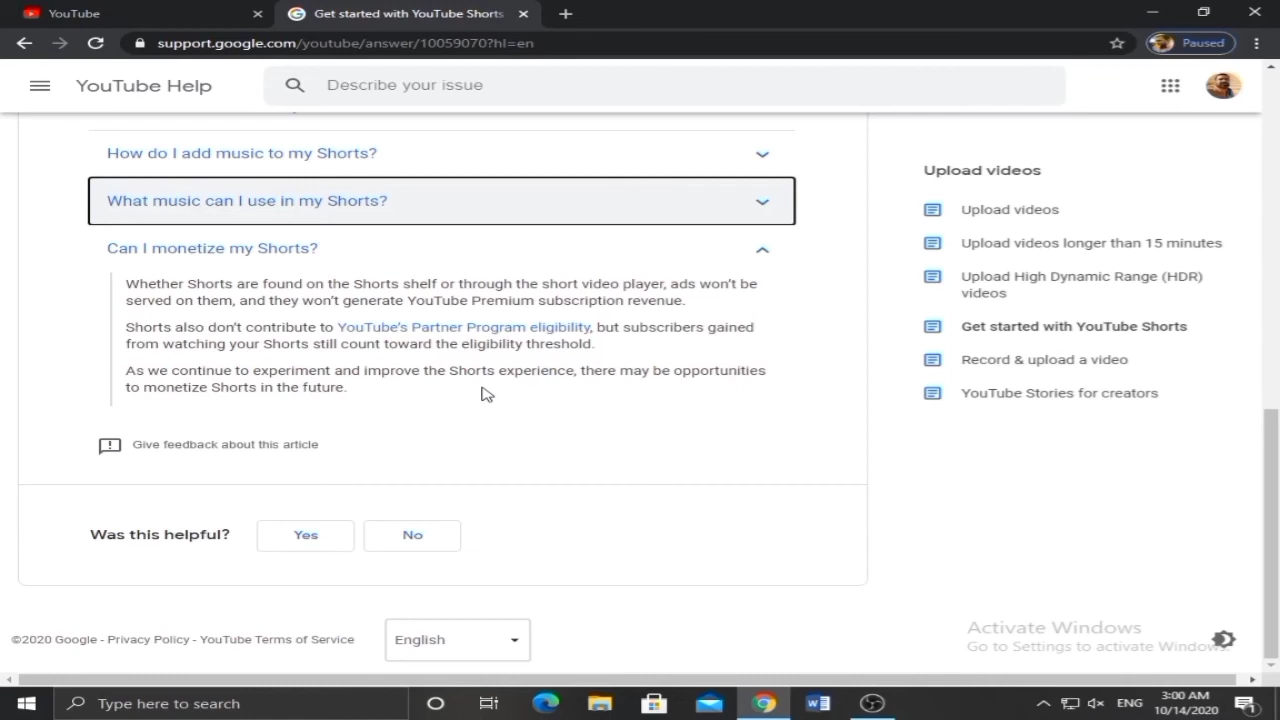 YouTube
Get started with YouTube Shorts
support.google.com/youtube/answer/10059070?hl=en
Paused
YouTube Help
Describe your issue
How do I add music to my Shorts?
What music can I use in my Shorts?
Can I monetize my Shorts?
Whether Shorts are found on the Shorts shelf or through the short video player, ads won't be
served on them, and they won't generate YouTube Premium subscription revenue.
Shorts also don't contribute to YouTube's Partner Program eligibility, but subscribers gained
from watching your Shorts still count toward the eligibility threshold.
As we continue to experiment and improve the Shorts experience, there may be opportunities
to monetize Shorts in the future.
Give feedback about this article
Was this helpful?
Yes
No
Upload videos
Upload videos
Upload videos longer than 15 minutes
Upload High Dynamic Range (HDR)
videos
Get started with YouTube Shorts
Record & upload a video
YouTube Stories for creators
©2020 Google - Privacy Policy - YouTube Terms of Service
English
Activate Windows
Go to Settings to activate Windows.
Type here to search
ENG
3:00 AM
10/14/2020
1